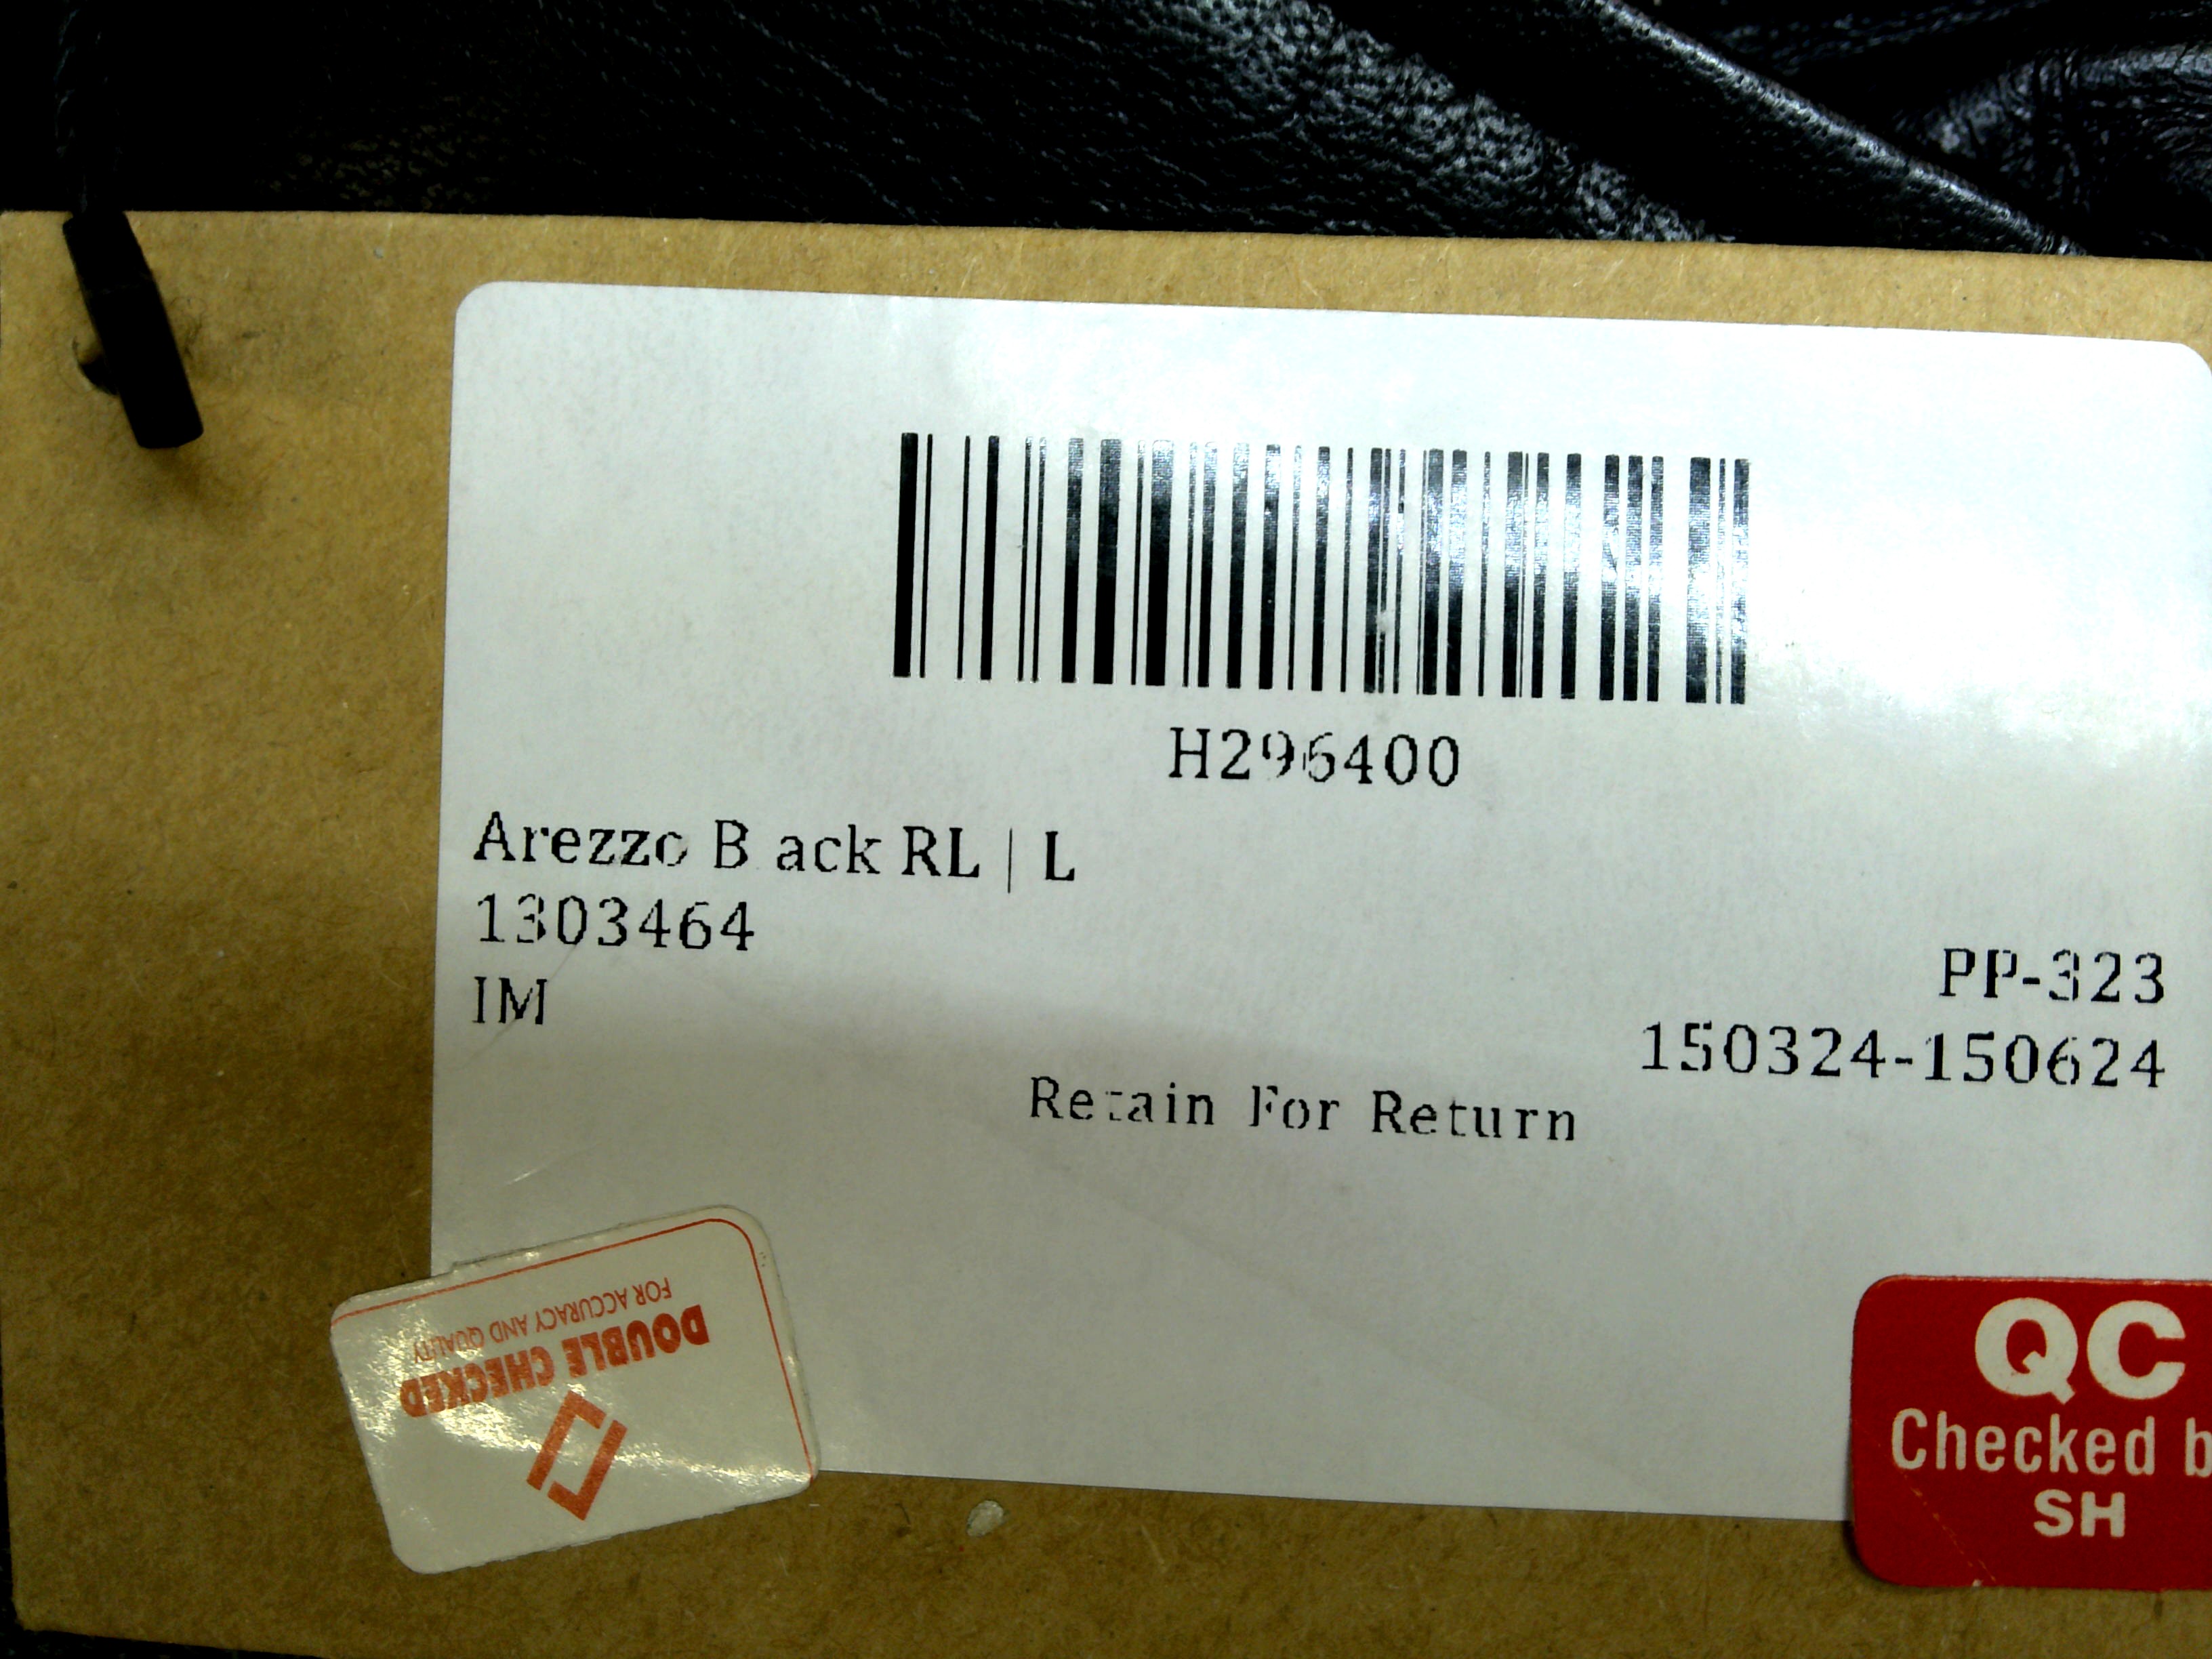 H296400
Arezzo Black RL | L
1303464
IM
PP-323
150324-150624
Retain For Return
DOUBLE CHECKED
FOR ACCURACY AND QUALITY
QC
Checked b
SH